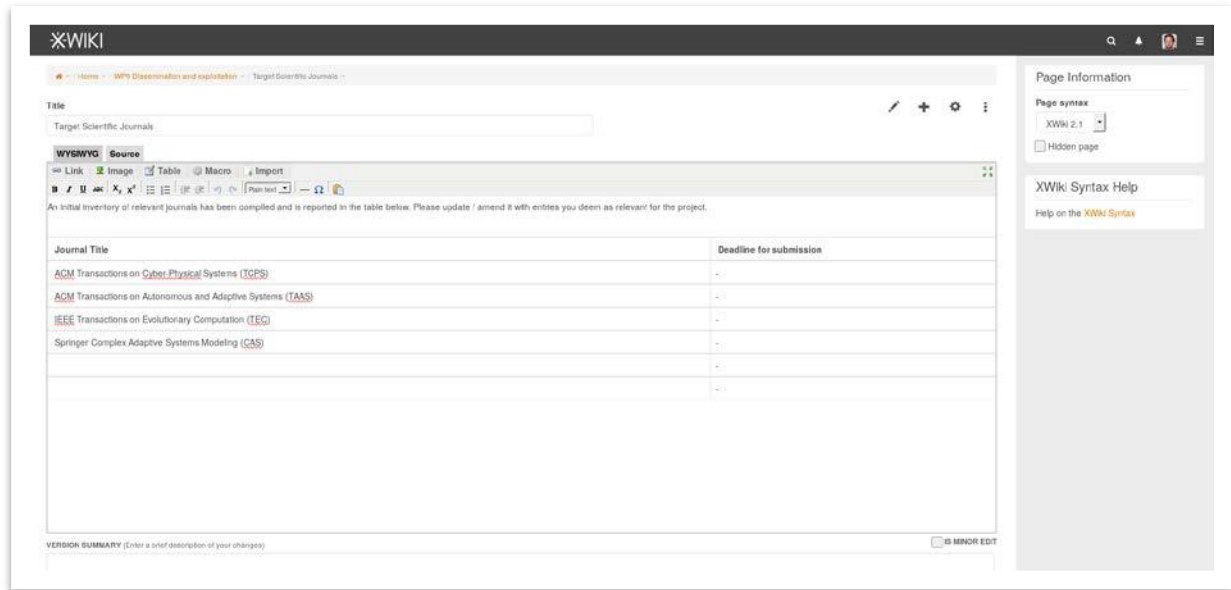 XWIKI
Home WP9 Dissemination and exploitation Target Scientific Journals
Title
Target Scientific Journals
WYSIWYG Source
Link Image Table Macro Import
B I U ABC X₂ X² Plain text Ω
An initial inventory of relevant journals has been compiled and is reported in the table below. Please update / amend it with entries you deem as relevant for the project.
Journal Title Deadline for submission
ACM Transactions on Cyber-Physical Systems (TCPS) -
ACM Transactions on Autonomous and Adaptive Systems (TAAS) -
IEEE Transactions on Evolutionary Computation (TEC) -
Springer Complex Adaptive Systems Modeling (CAS) -
-
-
VERSION SUMMARY (Enter a brief description of your changes)
IS MINOR EDIT
Page Information
Page syntax
XWiki 2.1
Hidden page
XWiki Syntax Help
Help on the XWiki Syntax